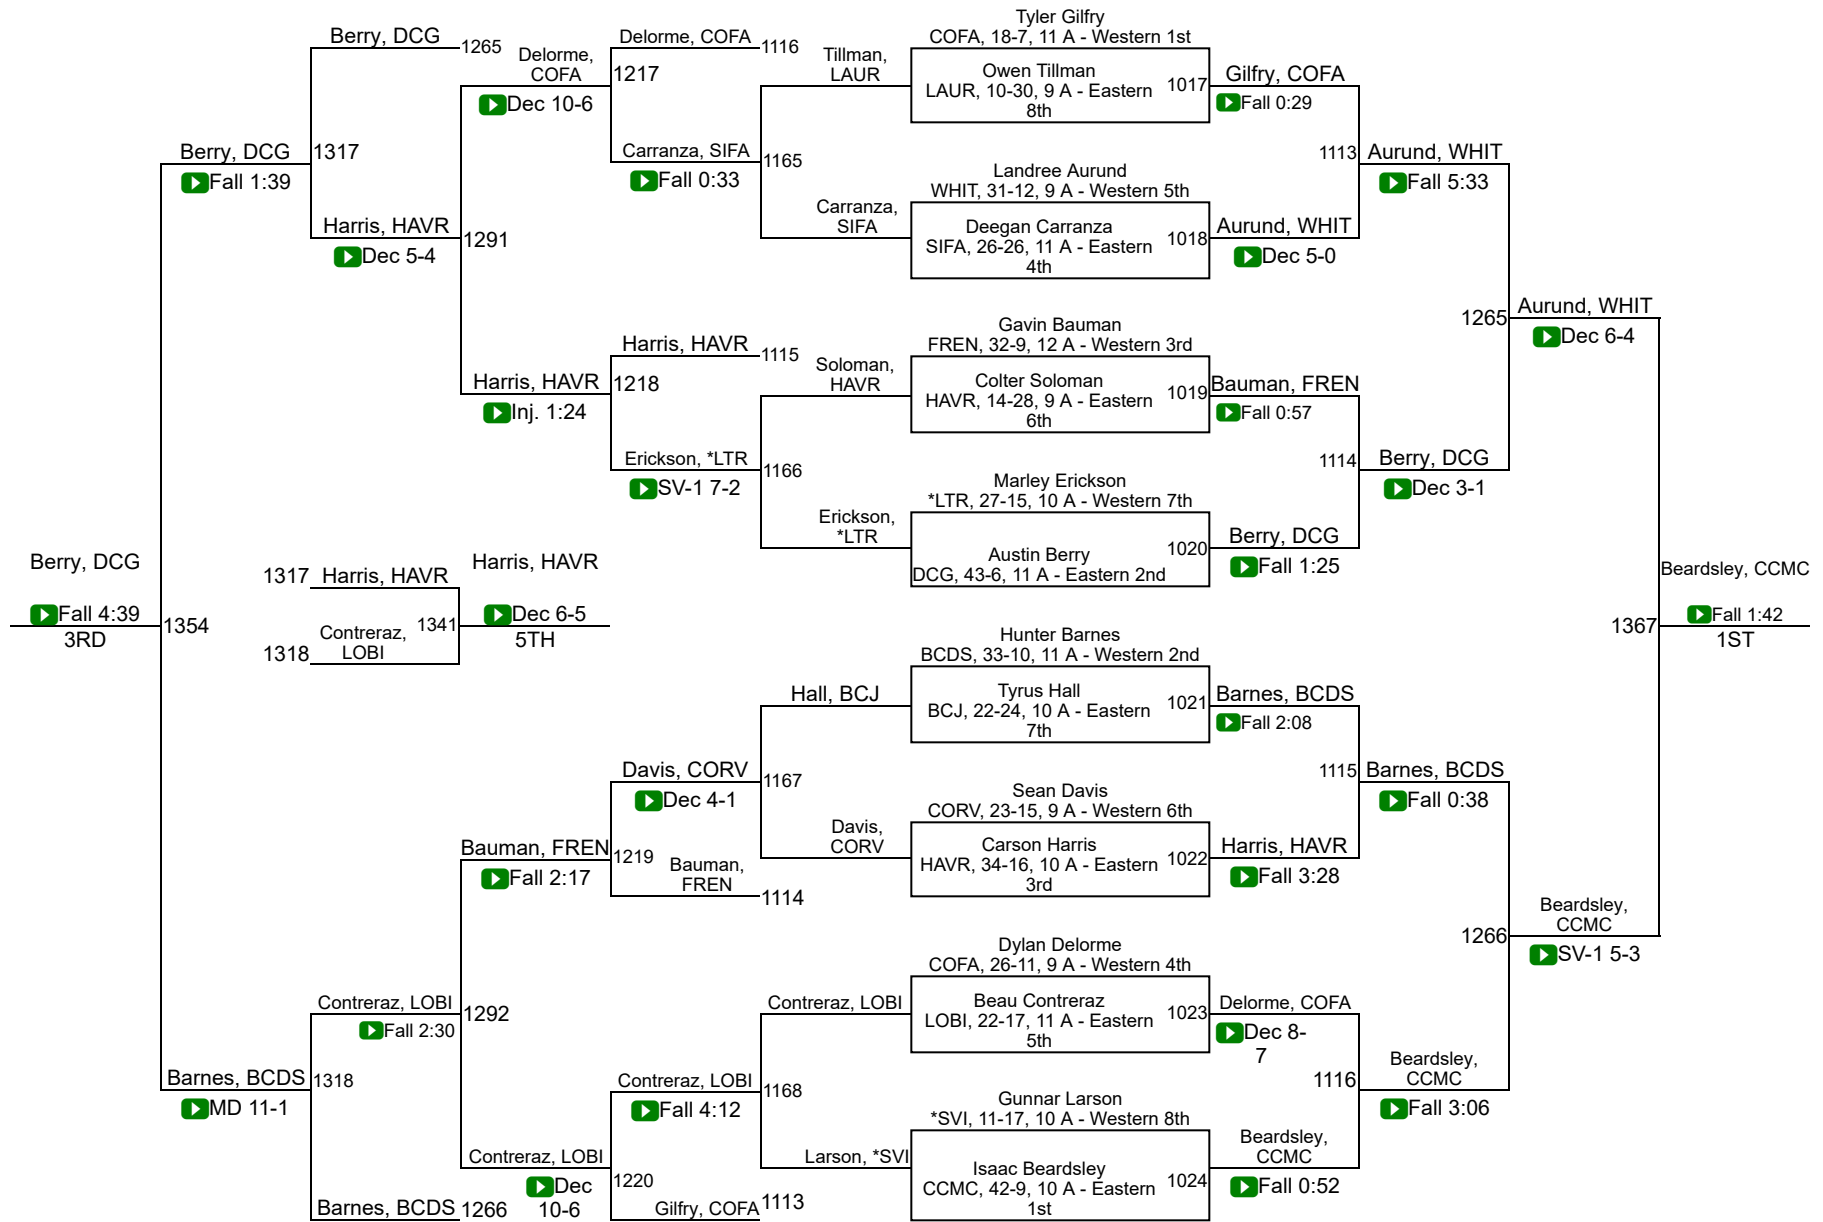 Berry, DCG
1265
Delorme,
COFA
Dec 10-6
Delorme, COFA
1116
1217
Tillman,
LAUR
Tyler Gilfry
COFA, 18-7, 11 A - Western 1st
Owen Tillman
LAUR, 10-30, 9 A - Eastern
8th
1017
Gilfry, COFA
Fall 0:29
Berry, DCG
Fall 1:39
1317
Carranza, SIFA
Fall 0:33
1165
1113
Aurund, WHIT
Fall 5:33
Harris, HAVR
Dec 5-4
1291
Carranza,
SIFA
Landree Aurund
WHIT, 31-12, 9 A - Western 5th
Deegan Carranza
SIFA, 26-26, 11 A - Eastern
4th
1018
Aurund, WHIT
Dec 5-0
1265
Aurund, WHIT
Dec 6-4
Harris, HAVR
1115
Harris, HAVR
Inj. 1:24
1218
Soloman,
HAVR
Gavin Bauman
FREN, 32-9, 12 A - Western 3rd
Colter Soloman
HAVR, 14-28, 9 A - Eastern
6th
1019
Bauman, FREN
Fall 0:57
Erickson, *LTR
SV-1 7-2
1166
1114
Berry, DCG
Dec 3-1
Erickson,
*LTR
Marley Erickson
*LTR, 27-15, 10 A - Western 7th
Austin Berry
DCG, 43-6, 11 A - Eastern 2nd
1020
Berry, DCG
Fall 1:25
Berry, DCG
Fall 4:39
3RD
1354
1317
Harris, HAVR
1318
Contreraz,
LOBI
1341
Harris, HAVR
Dec 6-5
5TH
1367
Beardsley, CCMC
Fall 1:42
1ST
Hall, BCJ
Hunter Barnes
BCDS, 33-10, 11 A - Western 2nd
Tyrus Hall
BCJ, 22-24, 10 A - Eastern
7th
1021
Barnes, BCDS
Fall 2:08
Davis, CORV
Dec 4-1
1167
1115
Barnes, BCDS
Fall 0:38
Bauman, FREN
Fall 2:17
1219
Bauman,
FREN
1114
Davis,
CORV
Sean Davis
CORV, 23-15, 9 A - Western 6th
Carson Harris
HAVR, 34-16, 10 A - Eastern
3rd
1022
Harris, HAVR
Fall 3:28
1266
Beardsley,
CCMC
SV-1 5-3
Contreraz, LOBI
Fall 2:30
1292
Contreraz, LOBI
Dylan Delorme
COFA, 26-11, 9 A - Western 4th
Beau Contreraz
LOBI, 22-17, 11 A - Eastern
5th
1023
Delorme, COFA
Dec 8-
7
Barnes, BCDS
MD 11-1
1318
Contreraz, LOBI
Fall 4:12
1168
1116
Beardsley,
CCMC
Fall 3:06
Contreraz, LOBI
Dec
10-6
1220
Larson, *SVI
Gunnar Larson
*SVI, 11-17, 10 A - Western 8th
Isaac Beardsley
CCMC, 42-9, 10 A - Eastern
1st
1024
Beardsley,
CCMC
Fall 0:52
Barnes, BCDS
1266
Gilfry, COFA
1113